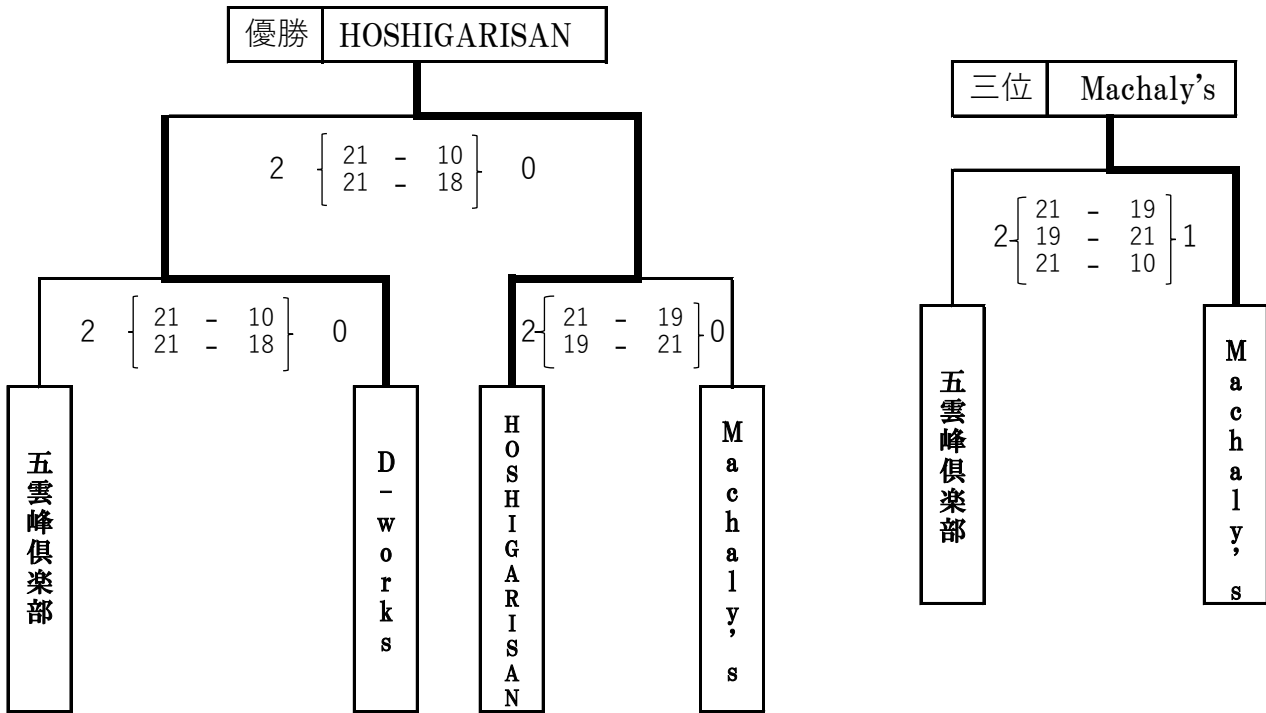 優勝 HOSHIGARISAN
2 21 - 10 0
21 - 18
2 21 - 10 0
21 - 18
2 21 - 19 0
19 - 21
五雲峰倶楽部
D-works
HOSHIGARISAN
Machaly's
三位 Machaly's
21 - 19
2 19 - 21 1
21 - 10
五雲峰倶楽部
Machaly's